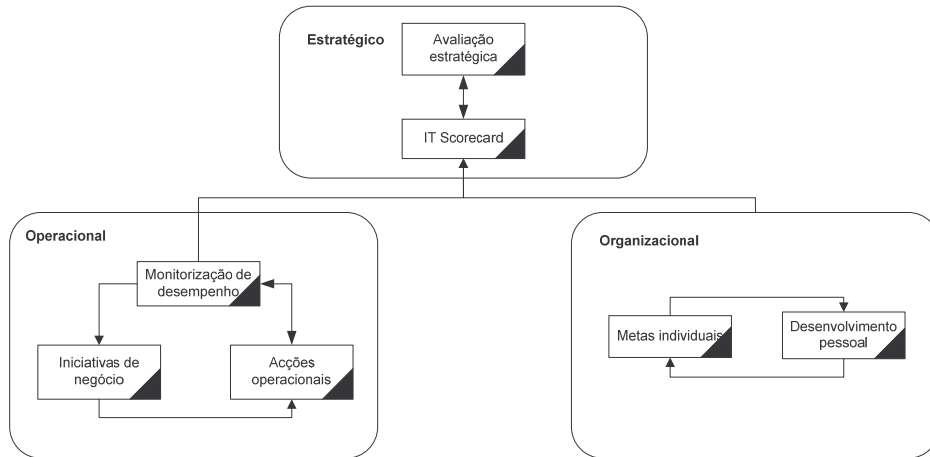 Estratégico
Avaliação
estratégica
IT Scorecard
Operacional
Monitorização de
desempenho
Iniciativas de
negócio
Acções
operacionais
Organizacional
Metas individuais
Desenvolvimento
pessoal